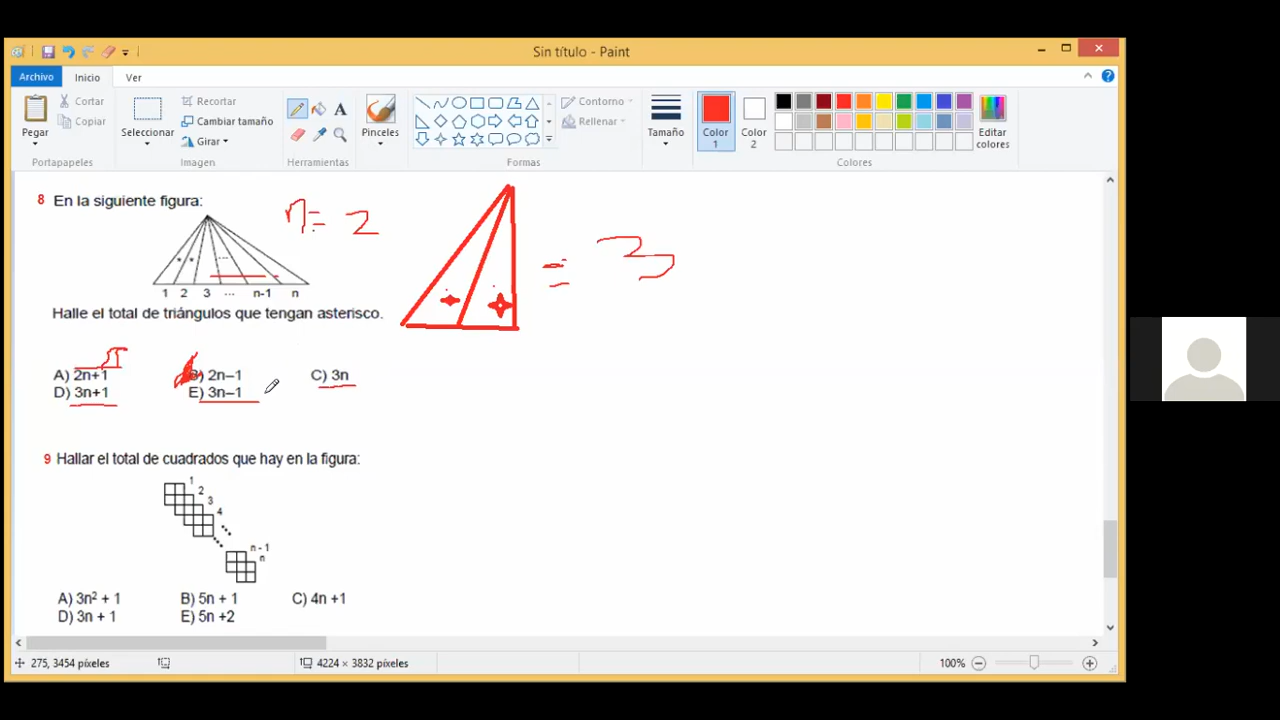 Sin título - Paint
Archivo Inicio Ver
Pegar
Cortar
Copiar
Portapapeles
Seleccionar
Recortar
Cambiar tamaño
Girar
Imagen
A
Herramientas
Pinceles
Contorno
Rellenar
Formas
Tamaño
Color 1
Color 2
Editar colores
Colores
8 En la siguiente figura:
n = 2
* *
...
1 2 3 ... n-1 n
= 3
Halle el total de triángulos que tengan asterisco.
A) 2n+1 B) 2n–1 C) 3n
D) 3n+1 E) 3n–1
9 Hallar el total de cuadrados que hay en la figura:
1
2
3
4
n - 1
n
A) 3n² + 1 B) 5n + 1 C) 4n +1
D) 3n + 1 E) 5n +2
275, 3454 píxeles 4224 × 3832 píxeles 100%